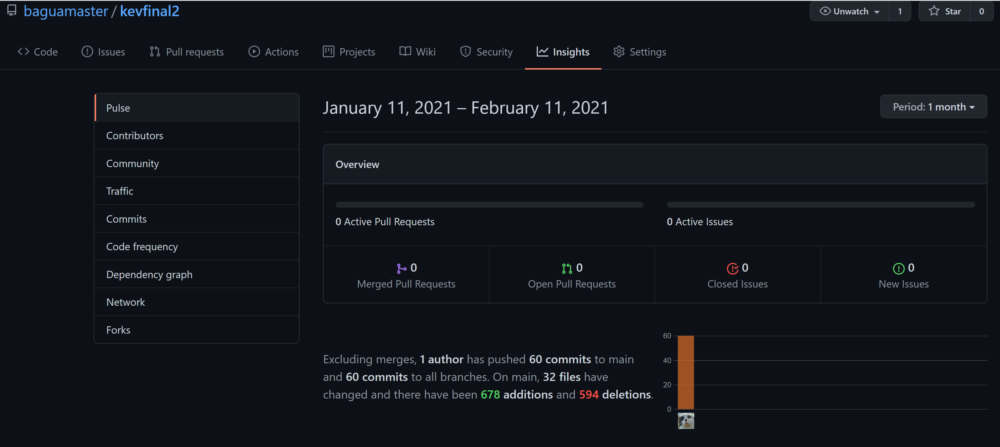 baguamaster / kevfinal2
Unwatch 1
Star 0
Code Issues Pull requests Actions Projects Wiki Security Insights Settings
Pulse
Contributors
Community
Traffic
Commits
Code frequency
Dependency graph
Network
Forks
January 11, 2021 – February 11, 2021
Period: 1 month
Overview
0 Active Pull Requests
0 Active Issues
0
Merged Pull Requests
0
Open Pull Requests
0
Closed Issues
0
New Issues
Excluding merges, 1 author has pushed 60 commits to main
and 60 commits to all branches. On main, 32 files have
changed and there have been 678 additions and 594 deletions.
60
40
20
0